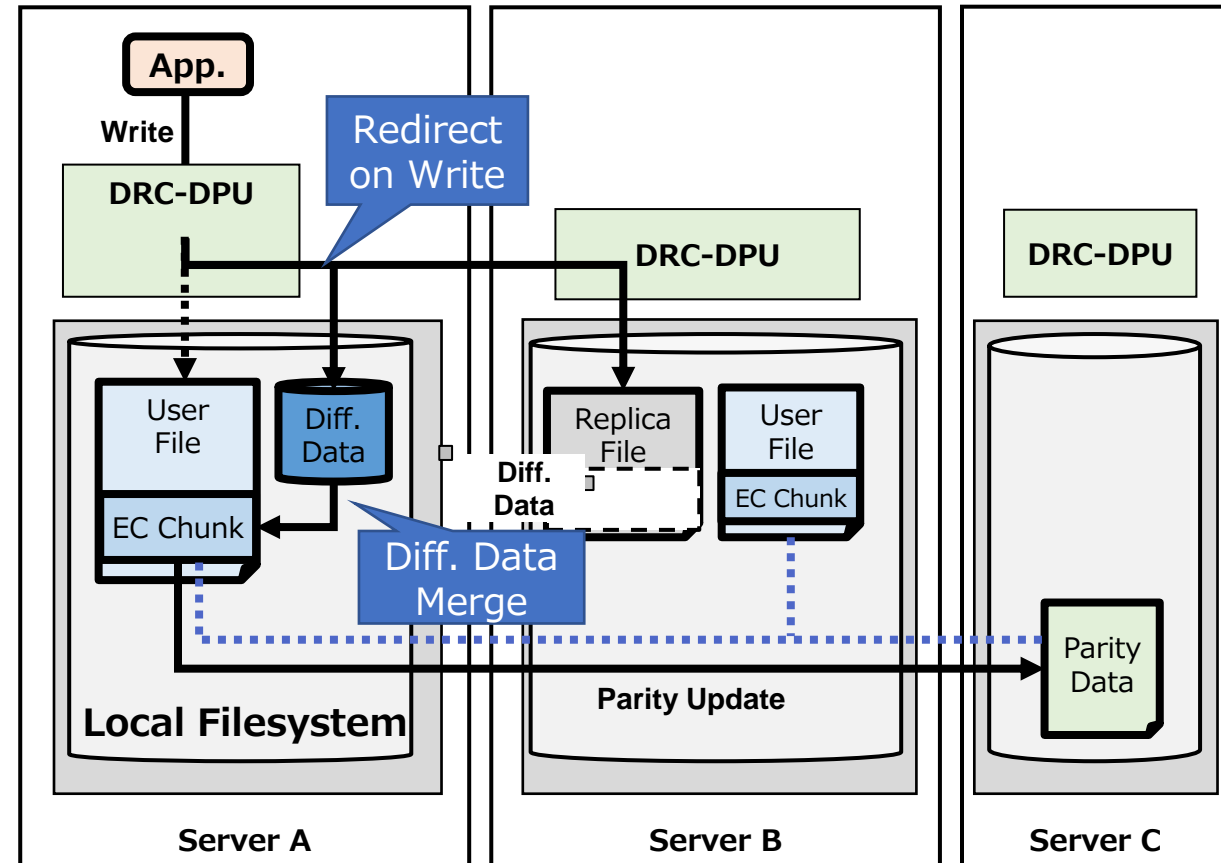 App.
Write
Redirect
on Write
DRC-DPU
DRC-DPU
DRC-DPU
User
File
Diff.
Data
Replica
File
User
File
Diff.
Data
EC Chunk
EC Chunk
Diff. Data
Merge
Parity
Data
Parity Update
Local Filesystem
Server A
Server B
Server C